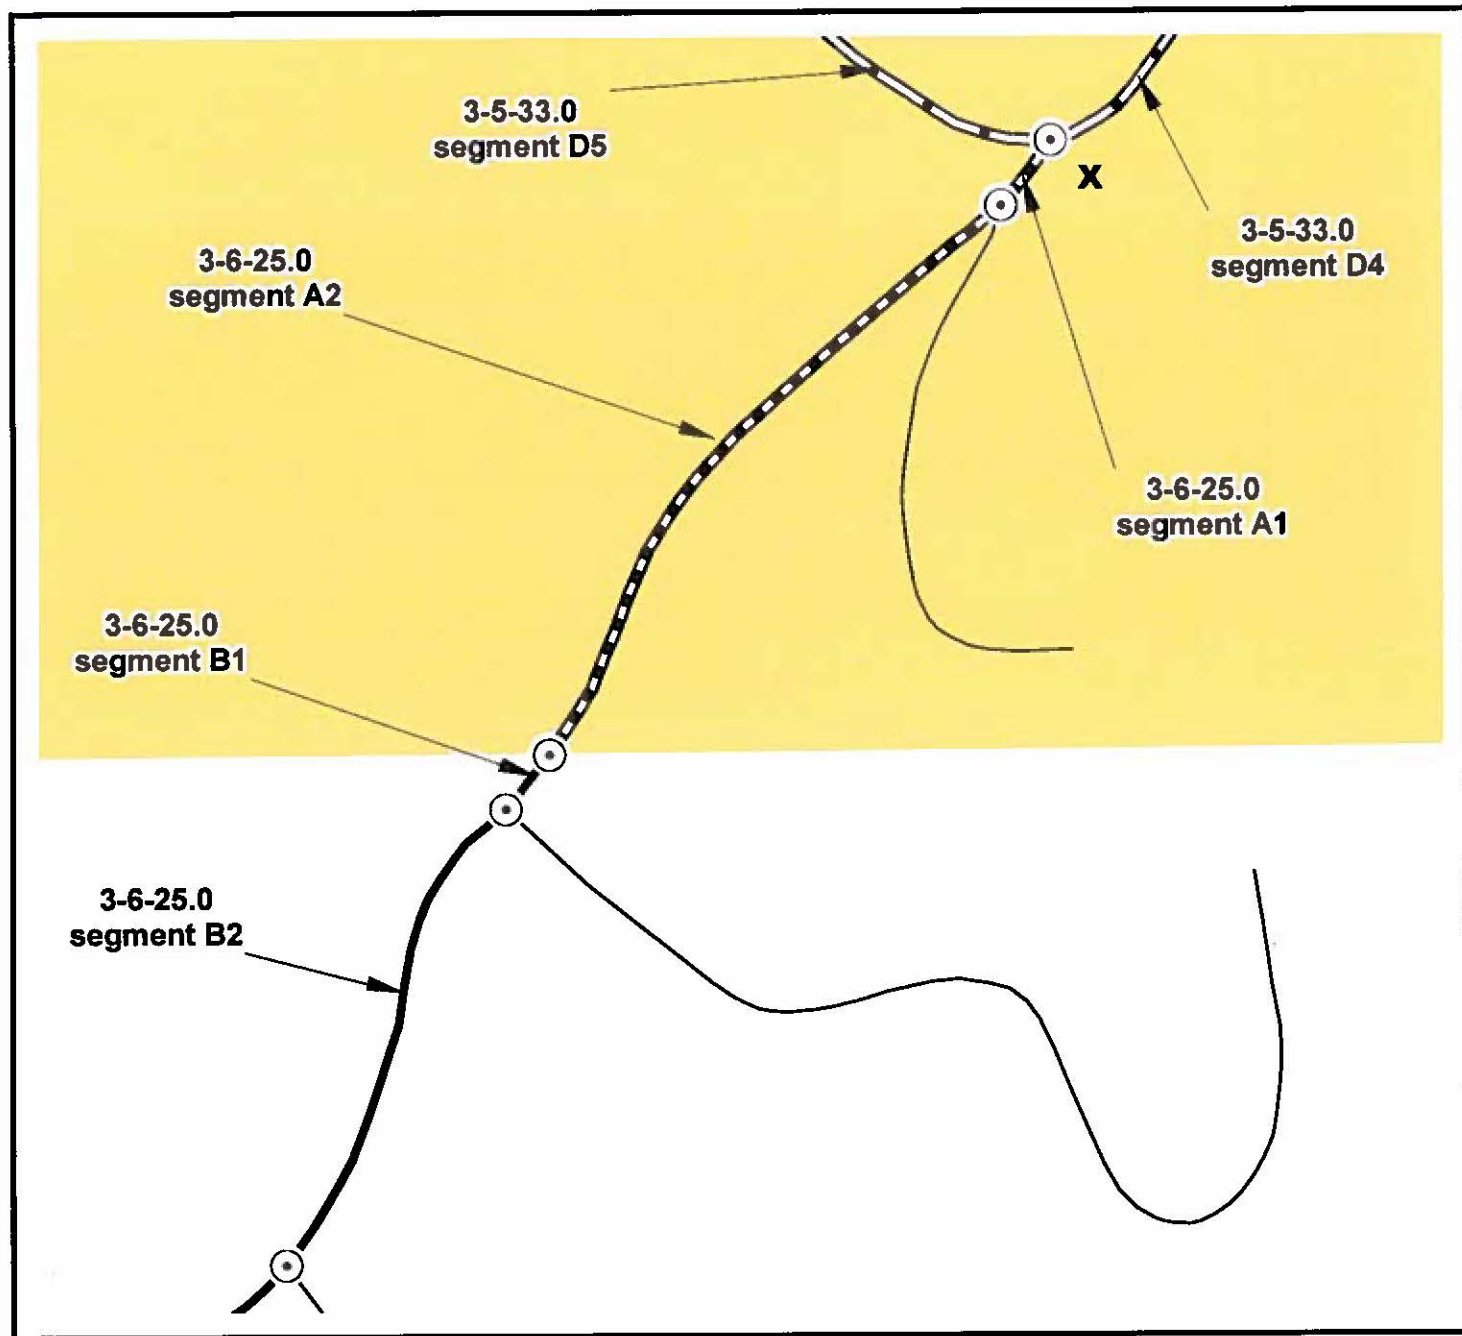 3-5-33.0
segment D5
X
3-5-33.0
segment D4
3-6-25.0
segment A2
3-6-25.0
segment A1
3-6-25.0
segment B1
3-6-25.0
segment B2